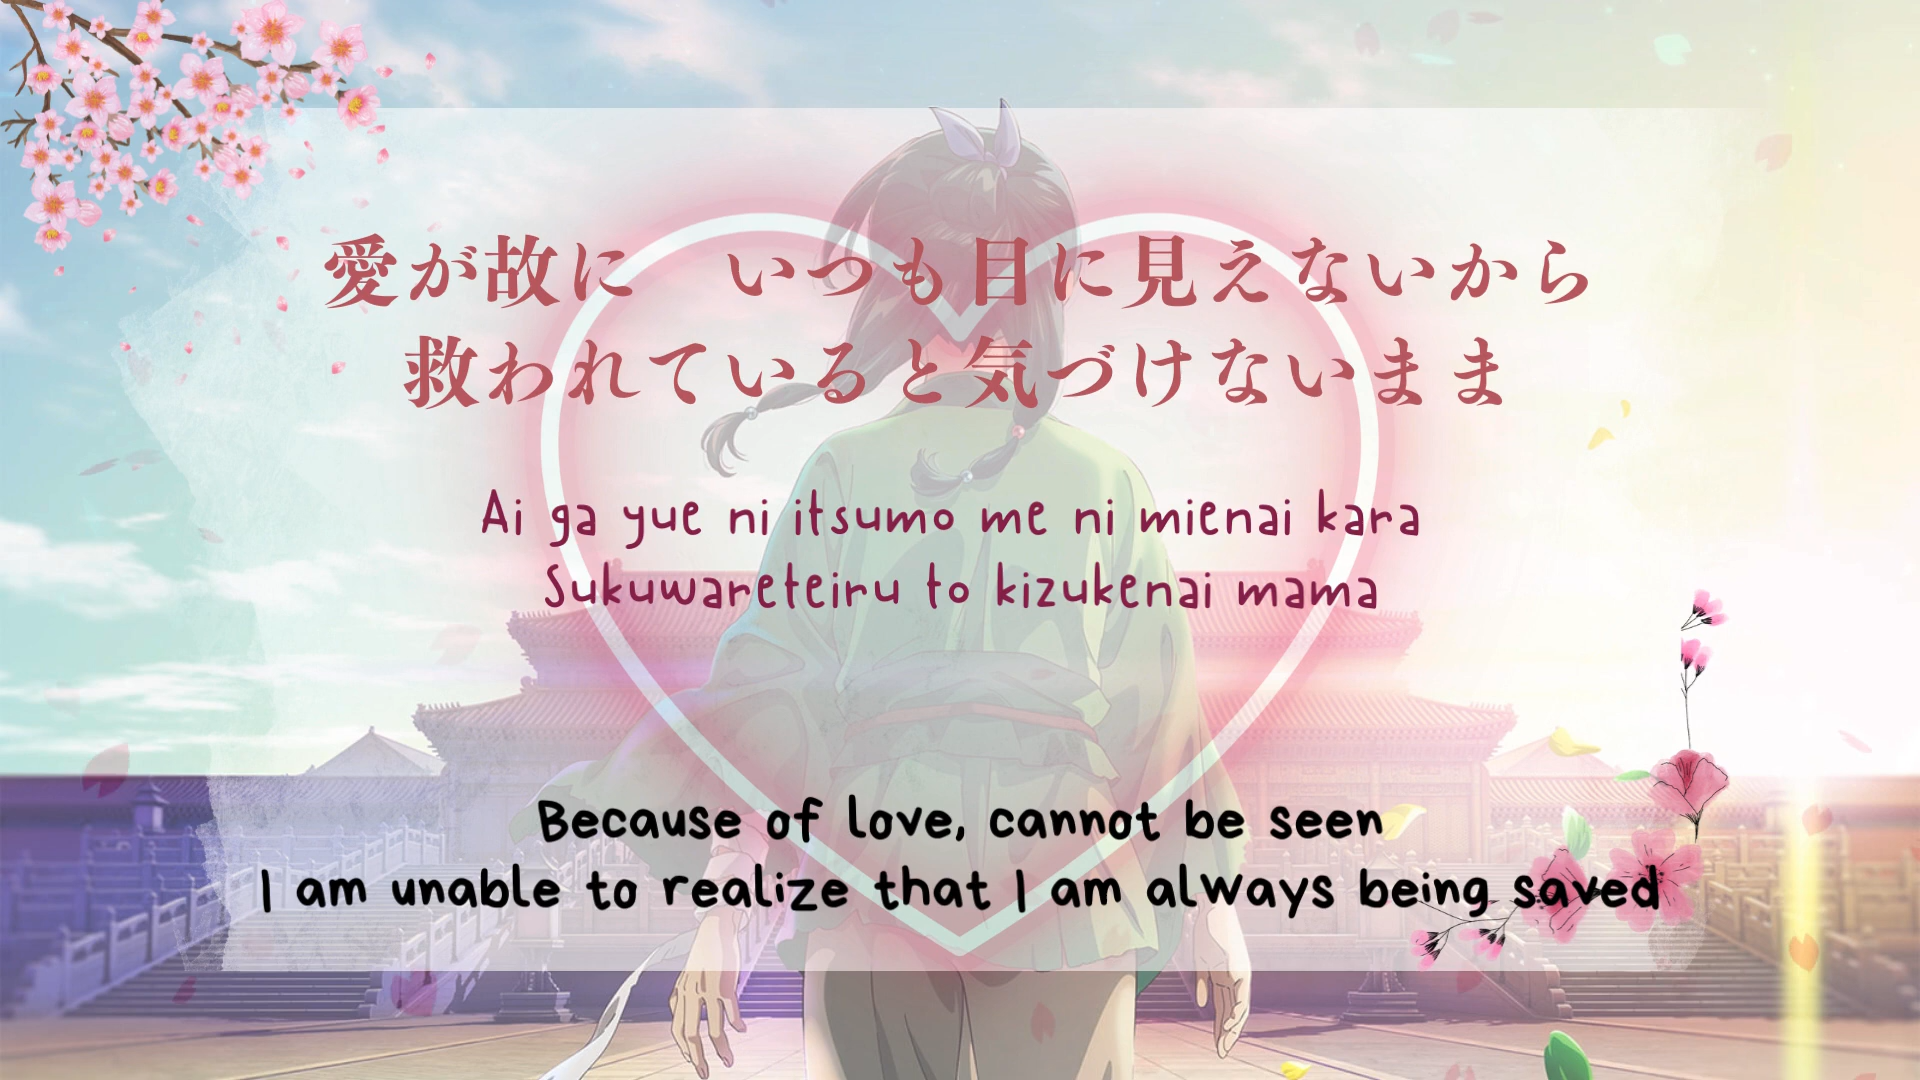 愛が故に　いつも目に見えないから
救われていると気づけないまま
Ai ga yue ni itsumo me ni mienai kara
Sukuwareteiru to kizukenai mama
Because of love, cannot be seen
I am unable to realize that I am always being saved